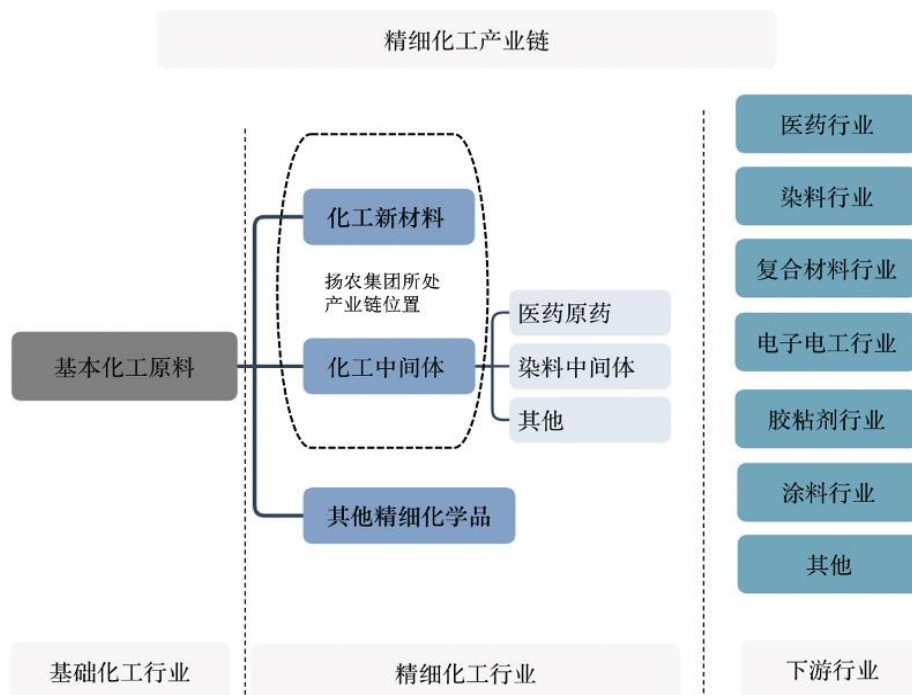 精细化工产业链
基本化工原料
化工新材料
扬农集团所处
产业链位置
化工中间体
其他精细化学品
医药原药
染料中间体
其他
医药行业
染料行业
复合材料行业
电子电工行业
胶粘剂行业
涂料行业
其他
基础化工行业
精细化工行业
下游行业